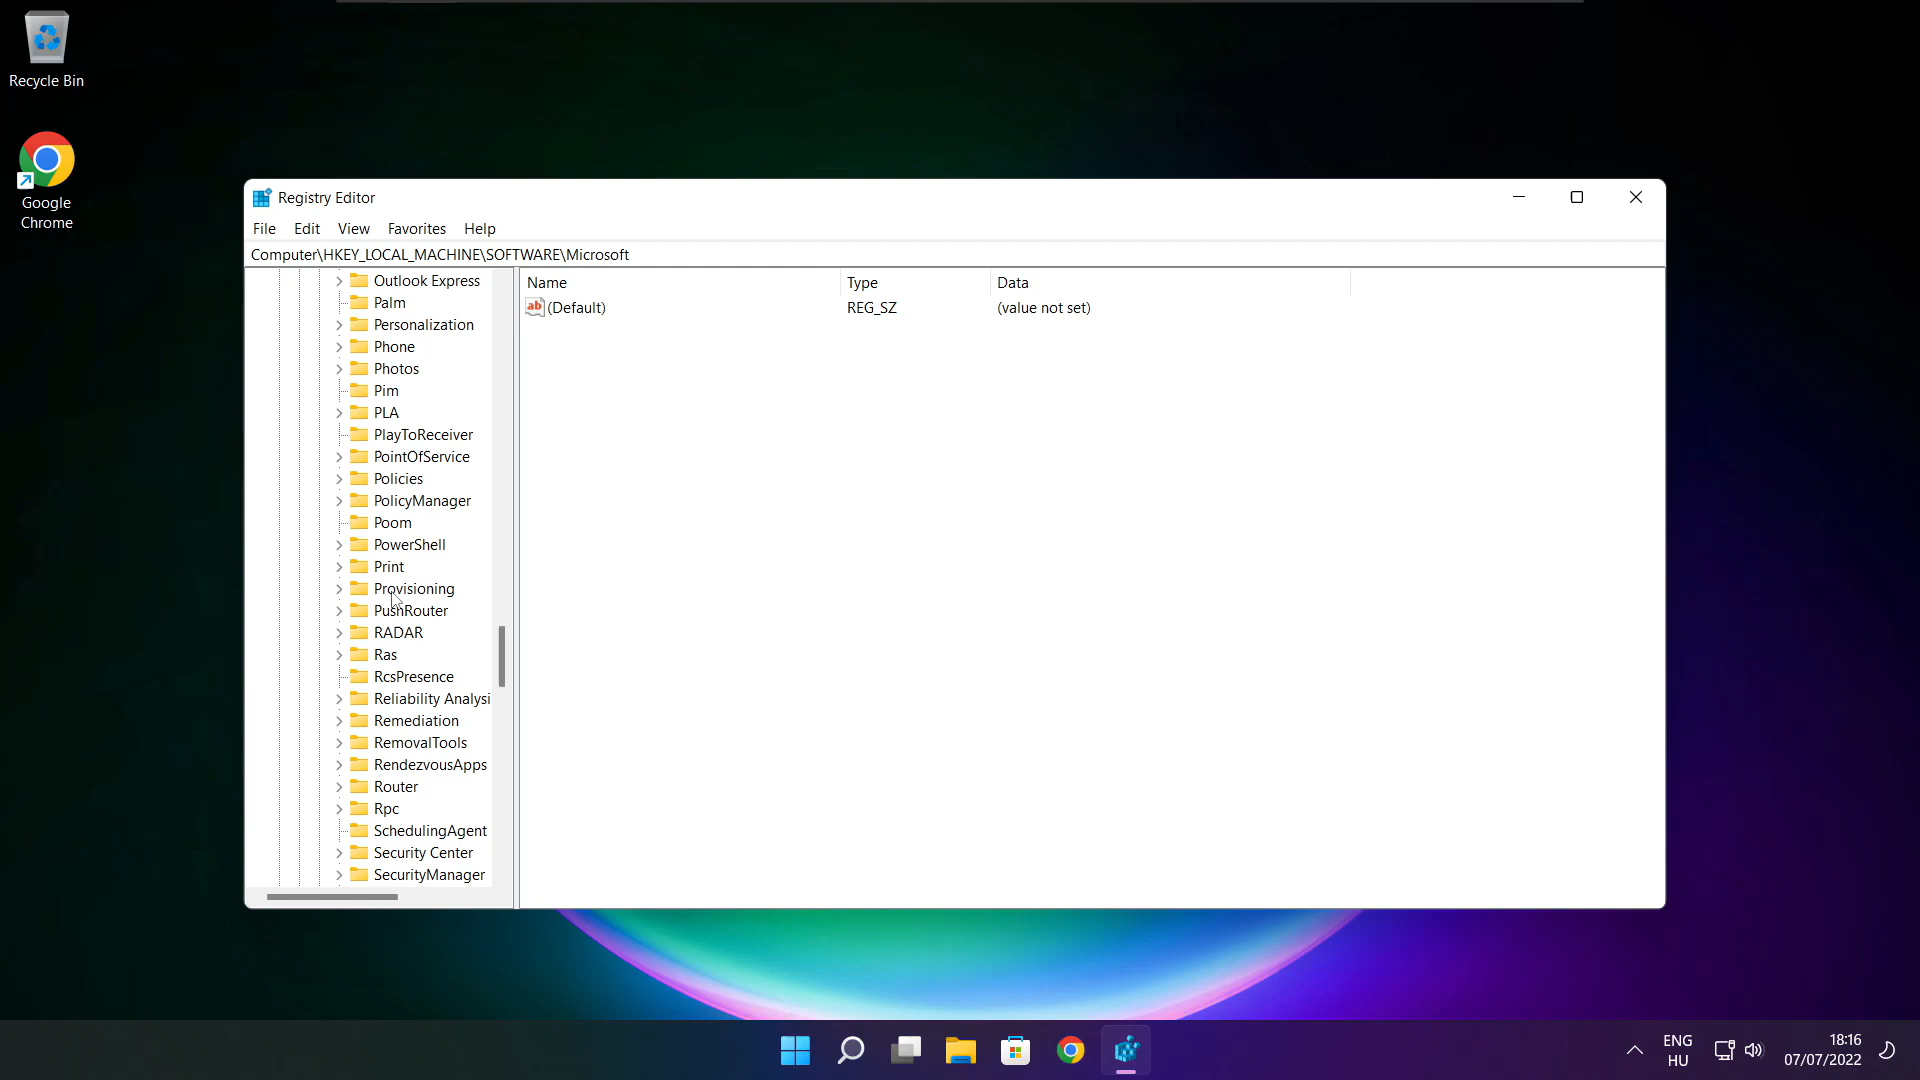 Recycle Bin
Google
Chrome
Registry Editor
File Edit View Favorites Help
Computer\HKEY_LOCAL_MACHINE\SOFTWARE\Microsoft
Outlook Express
Palm
Personalization
Phone
Photos
Pim
PLA
PlayToReceiver
PointOfService
Policies
PolicyManager
Poom
PowerShell
Print
Provisioning
PushRouter
RADAR
Ras
RcsPresence
Reliability Analysi
Remediation
RemovalTools
RendezvousApps
Router
Rpc
SchedulingAgent
Security Center
SecurityManager
Name Type Data
ab (Default) REG_SZ (value not set)
ENG
HU
18:16
07/07/2022